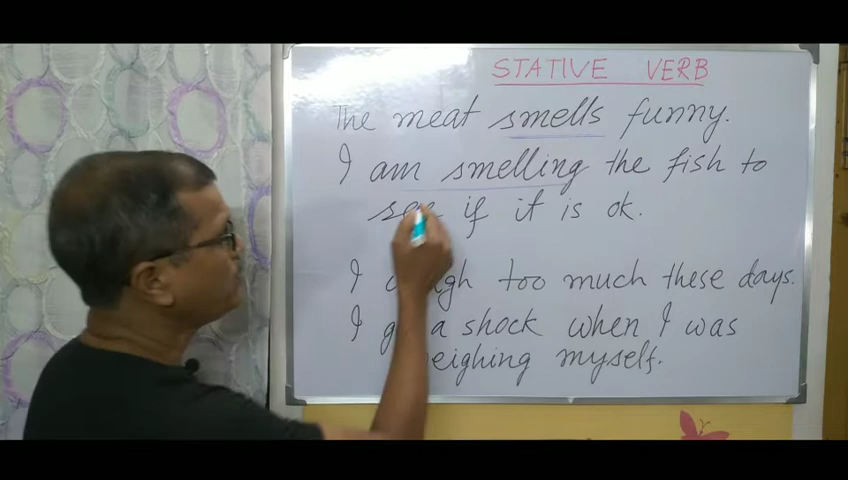 STATIVE VERB
The meat smells funny.
I am smelling the fish to
see if it is ok.
I too much these days.
I a shock when I was
myself.